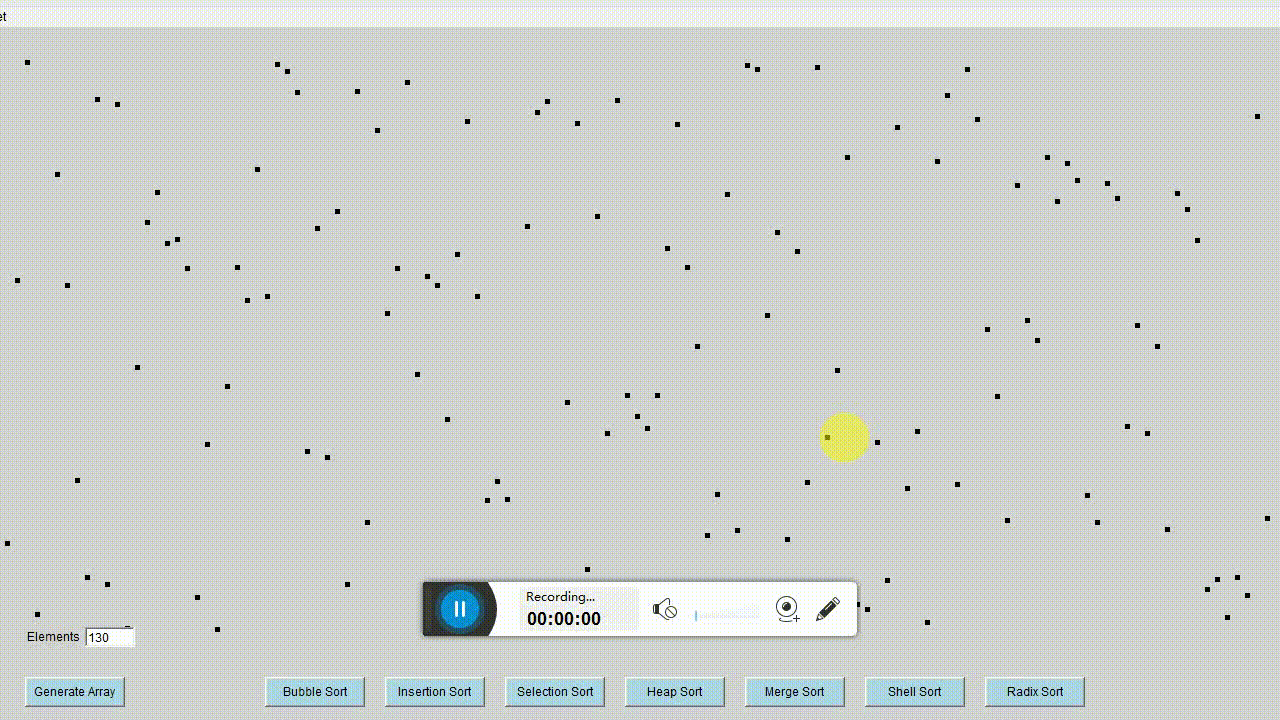 et
Recording...
00:00:00
Elements 130
Generate Array
Bubble Sort
Insertion Sort
Selection Sort
Heap Sort
Merge Sort
Shell Sort
Radix Sort